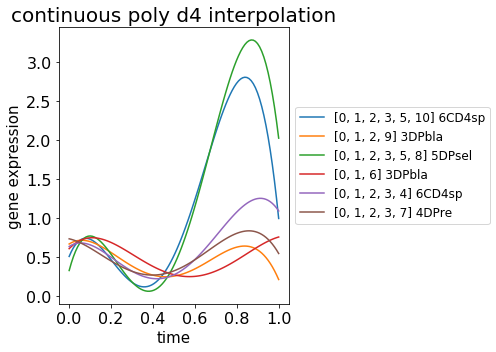 continuous poly d4 interpolation
gene expression
3.0
2.5
2.0
1.5
1.0
0.5
0.0
0.0 0.2 0.4 0.6 0.8 1.0
time
[0, 1, 2, 3, 5, 10] 6CD4sp
[0, 1, 2, 9] 3DPbla
[0, 1, 2, 3, 5, 8] 5DPsel
[0, 1, 6] 3DPbla
[0, 1, 2, 3, 4] 6CD4sp
[0, 1, 2, 3, 7] 4DPre